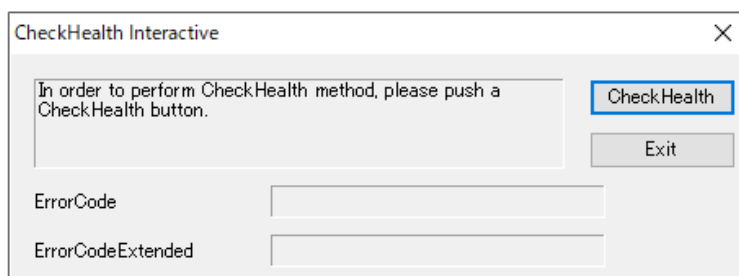 CheckHealth Interactive
In order to perform CheckHealth method, please push a
CheckHealth button.
CheckHealth
Exit
ErrorCode
ErrorCodeExtended